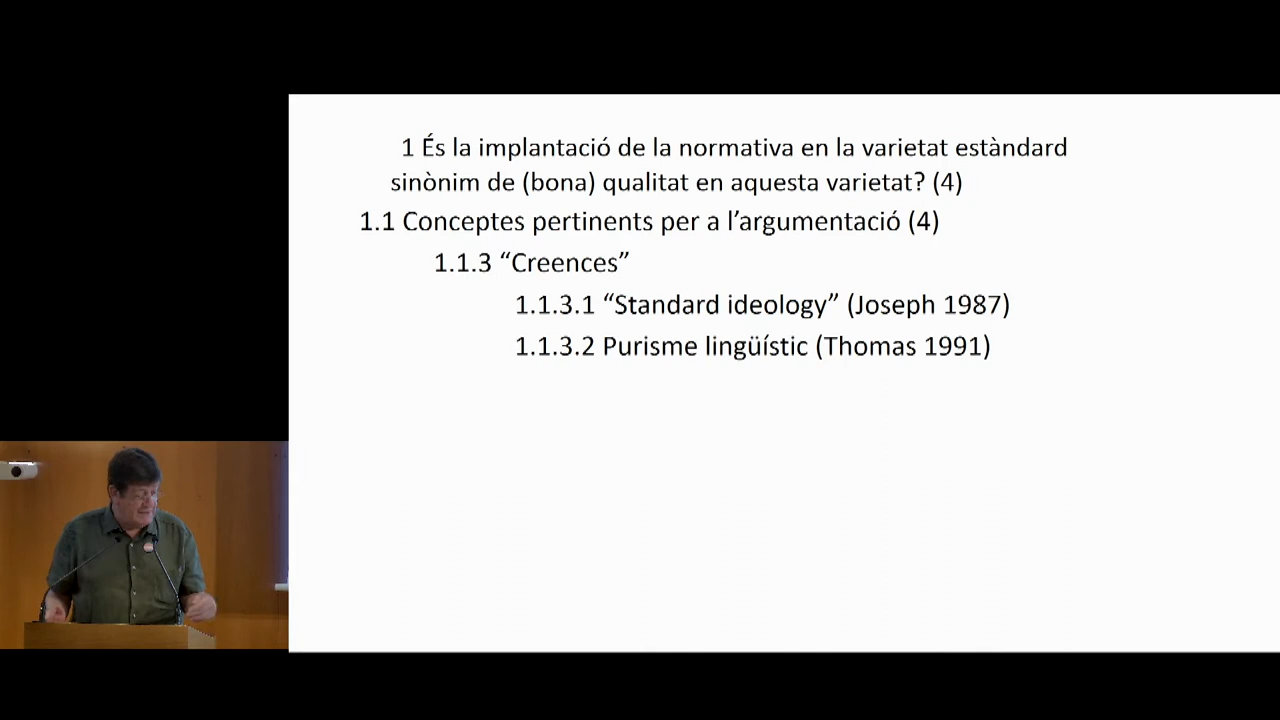 1 És la implantació de la normativa en la varietat estàndard
sinònim de (bona) qualitat en aquesta varietat? (4)
1.1 Conceptes pertinents per a l’argumentació (4)
1.1.3 “Creences”
1.1.3.1 “Standard ideology” (Joseph 1987)
1.1.3.2 Purisme lingüístic (Thomas 1991)